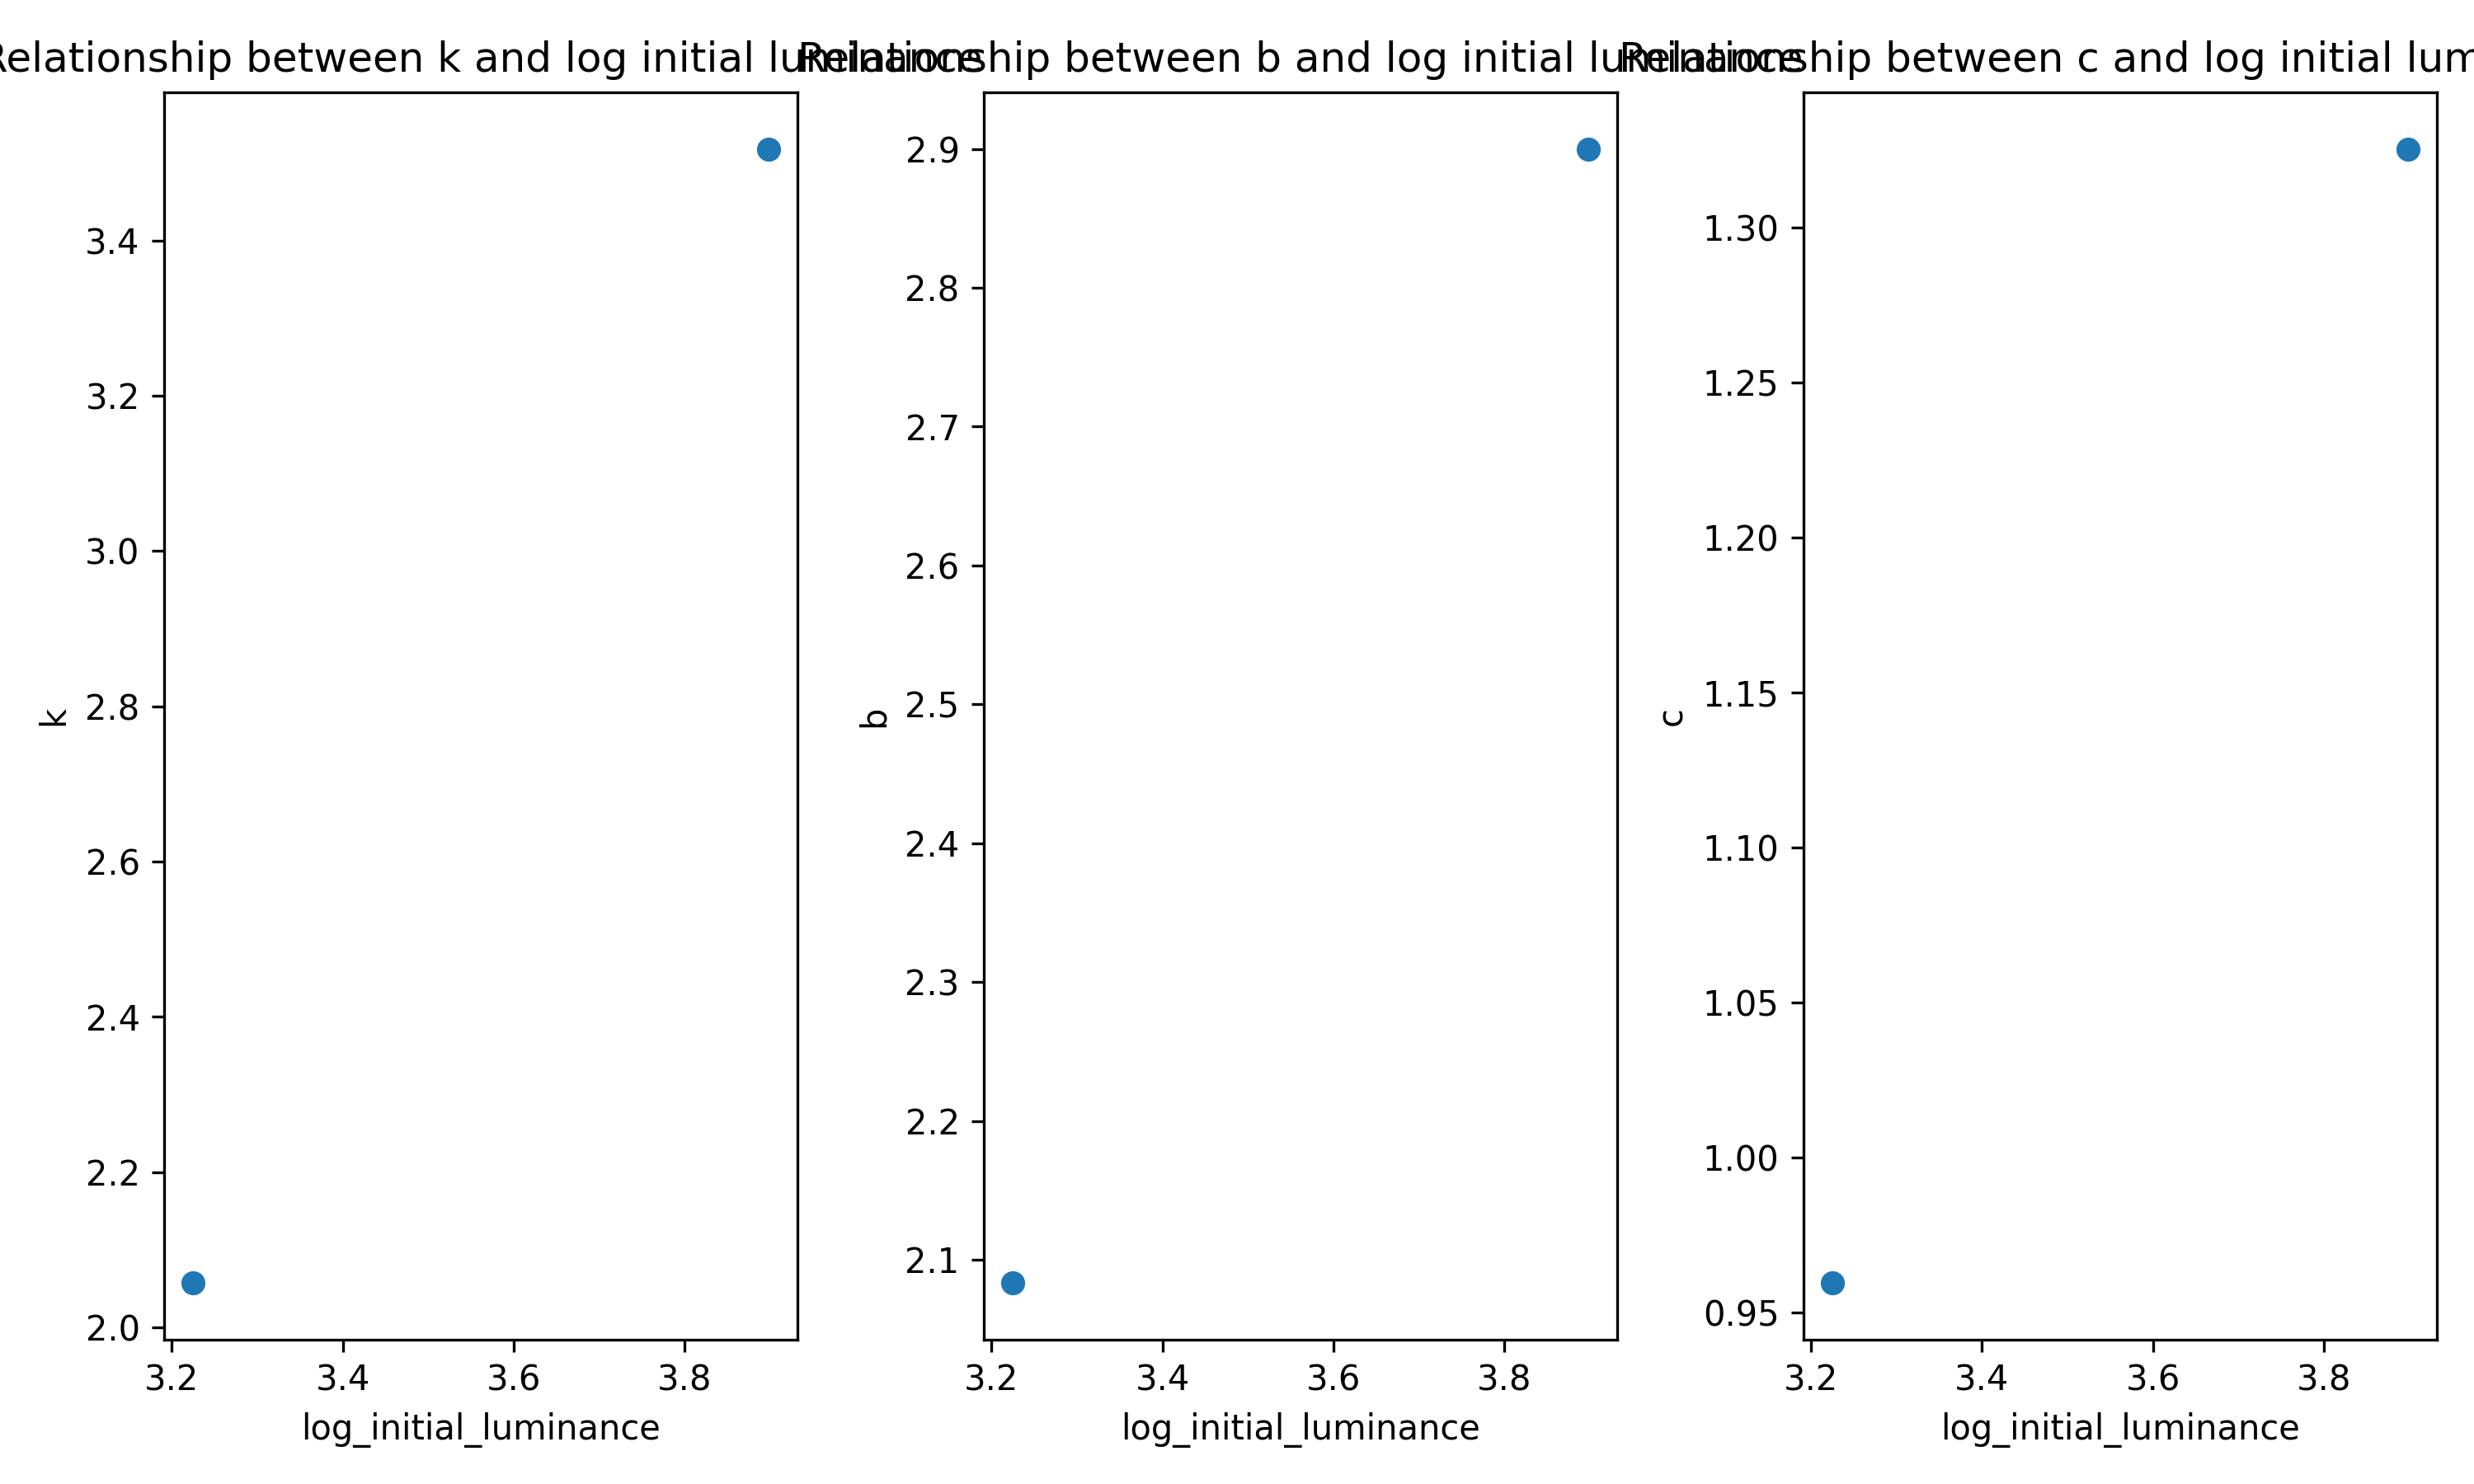 Relationship between k and log initial luminance
Relationship between b and log initial luminance
Relationship between c and log initial lum
3.4
3.2
3.0
2.8
2.6
2.4
2.2
2.0
k
3.2 3.4 3.6 3.8
log_initial_luminance
2.9
2.8
2.7
2.6
2.5
2.4
2.3
2.2
2.1
b
3.2 3.4 3.6 3.8
log_initial_luminance
1.30
1.25
1.20
1.15
1.10
1.05
1.00
0.95
c
3.2 3.4 3.6 3.8
log_initial_luminance